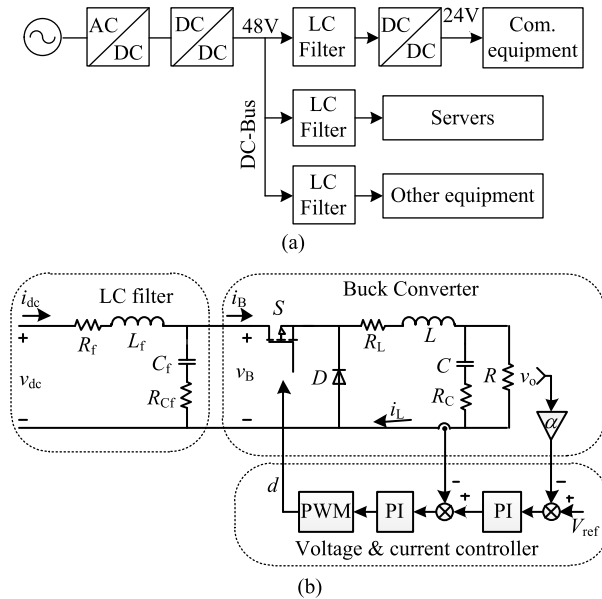 AC
DC
DC
DC
48V
LC
Filter
DC
DC
24V
Com.
equipment
DC-Bus
LC
Filter
Servers
LC
Filter
Other equipment
(a)
LC filter
Buck Converter
i_dc
R_f
L_f
C_f
R_Cf
+
v_dc
−
i_B
S
+
v_B
−
D
R_L
L
C
R_C
R
v_o
i_L
α
d
PWM
PI
−
+
PI
−
+
V_ref
Voltage & current controller
(b)